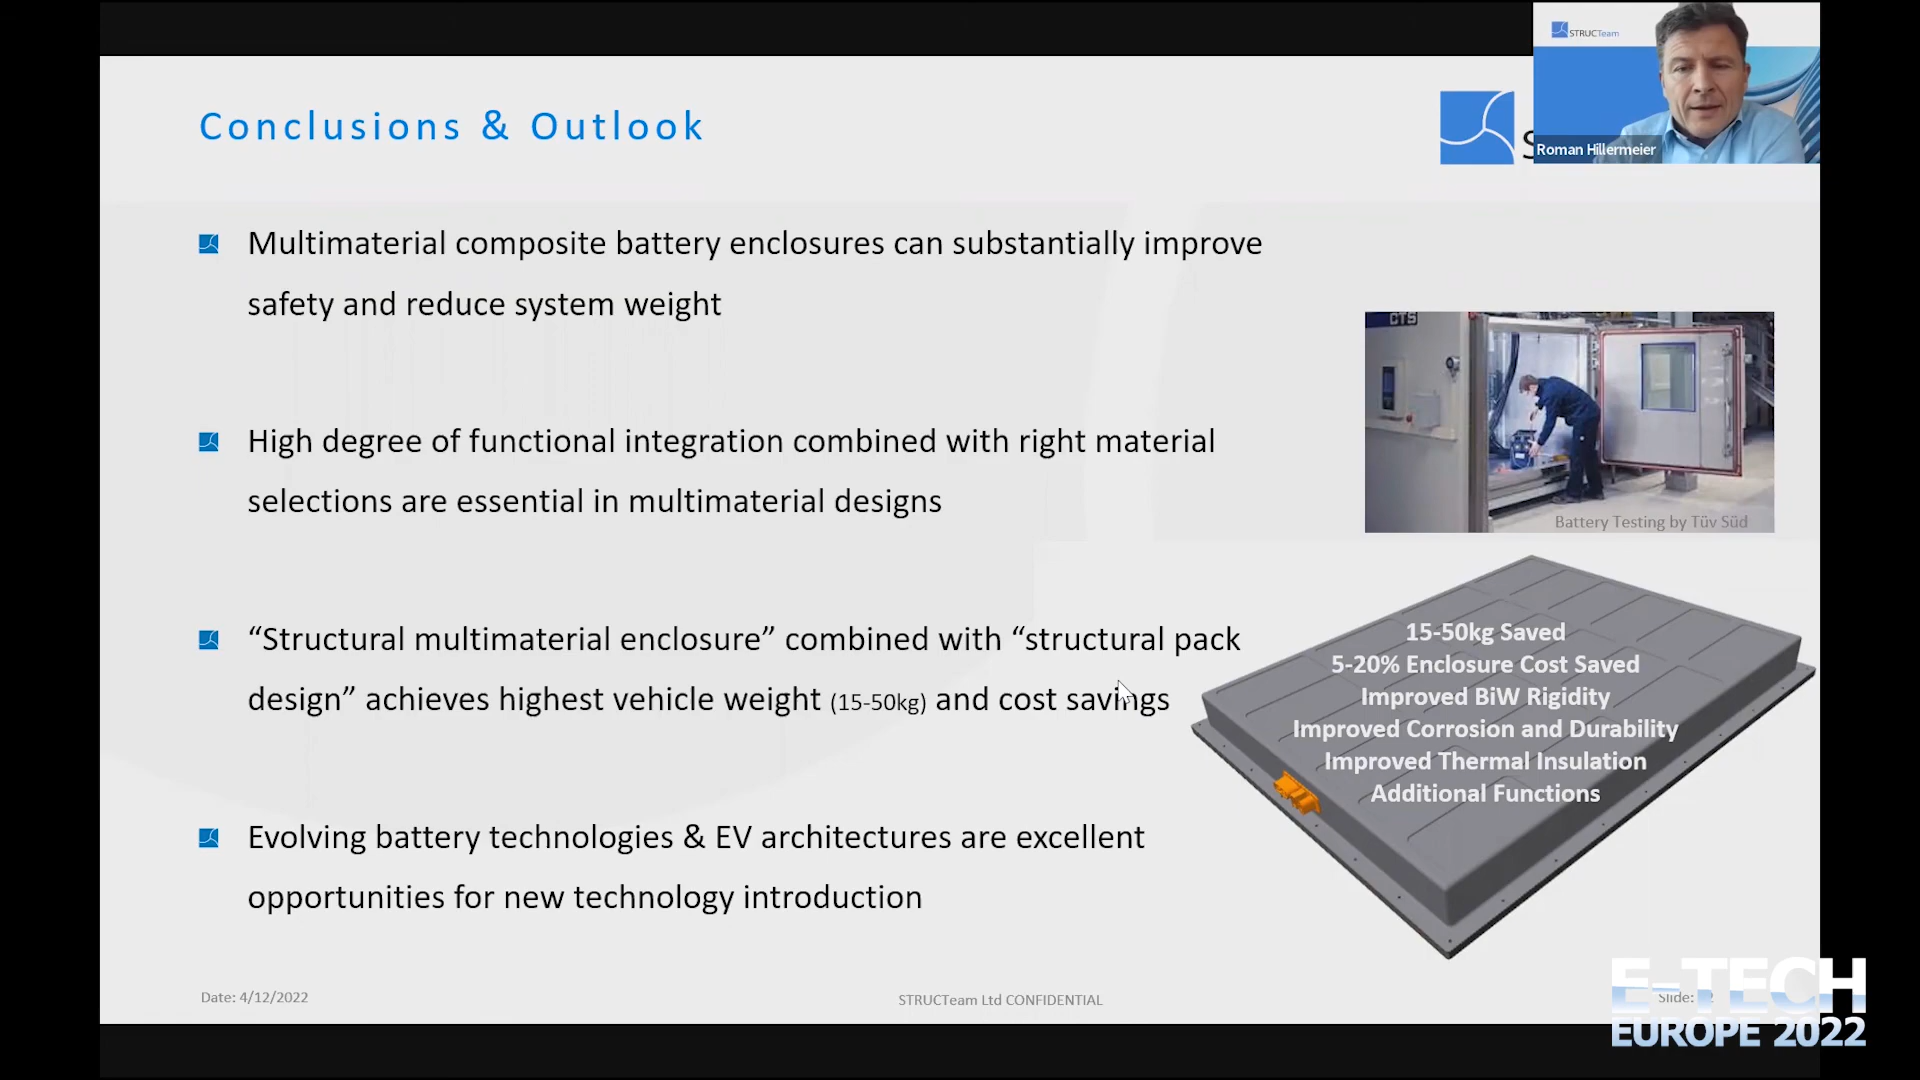 STRUCTeam
Conclusions & Outlook
Roman Hillermeier
Multimaterial composite battery enclosures can substantially improve
safety and reduce system weight
CTS
High degree of functional integration combined with right material
selections are essential in multimaterial designs
Battery Testing by Tüv Süd
“Structural multimaterial enclosure” combined with “structural pack
design” achieves highest vehicle weight (15-50kg) and cost savings
15-50kg Saved
5-20% Enclosure Cost Saved
Improved BiW Rigidity
Improved Corrosion and Durability
Improved Thermal Insulation
Additional Functions
Evolving battery technologies & EV architectures are excellent
opportunities for new technology introduction
Date: 4/12/2022
STRUCTeam Ltd CONFIDENTIAL
Slide:
E-TECH
EUROPE 2022